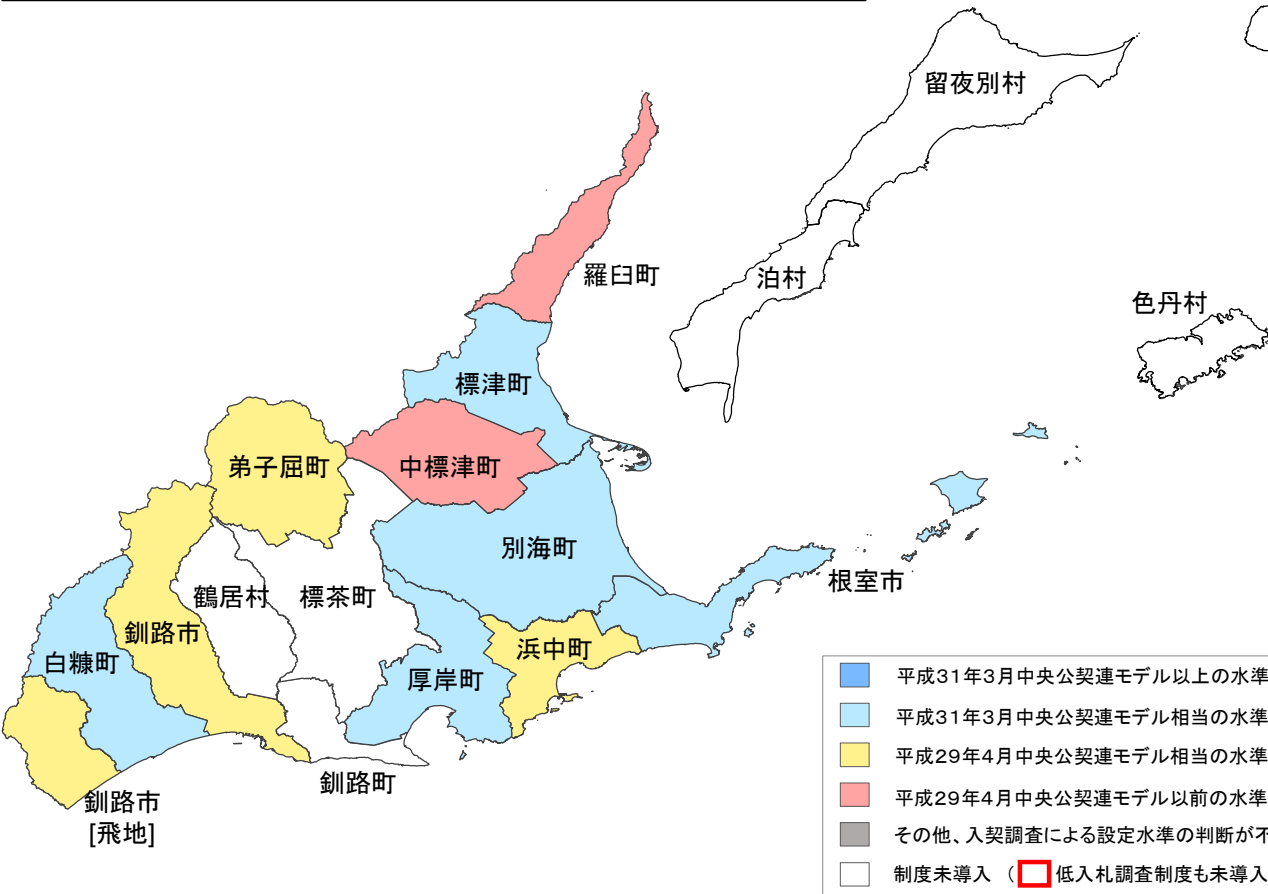 留夜別村
泊村
色丹村
羅臼町
標津町
中標津町
弟子屈町
別海町
根室市
鶴居村
標茶町
釧路市
浜中町
白糠町
厚岸町
釧路町
釧路市
[飛地]
平成31年3月中央公契連モデル以上の水準
平成31年3月中央公契連モデル相当の水準
平成29年4月中央公契連モデル相当の水準
平成29年4月中央公契連モデル以前の水準
その他、入契調査による設定水準の判断が不
制度未導入 ( 低入札調査制度も未導入